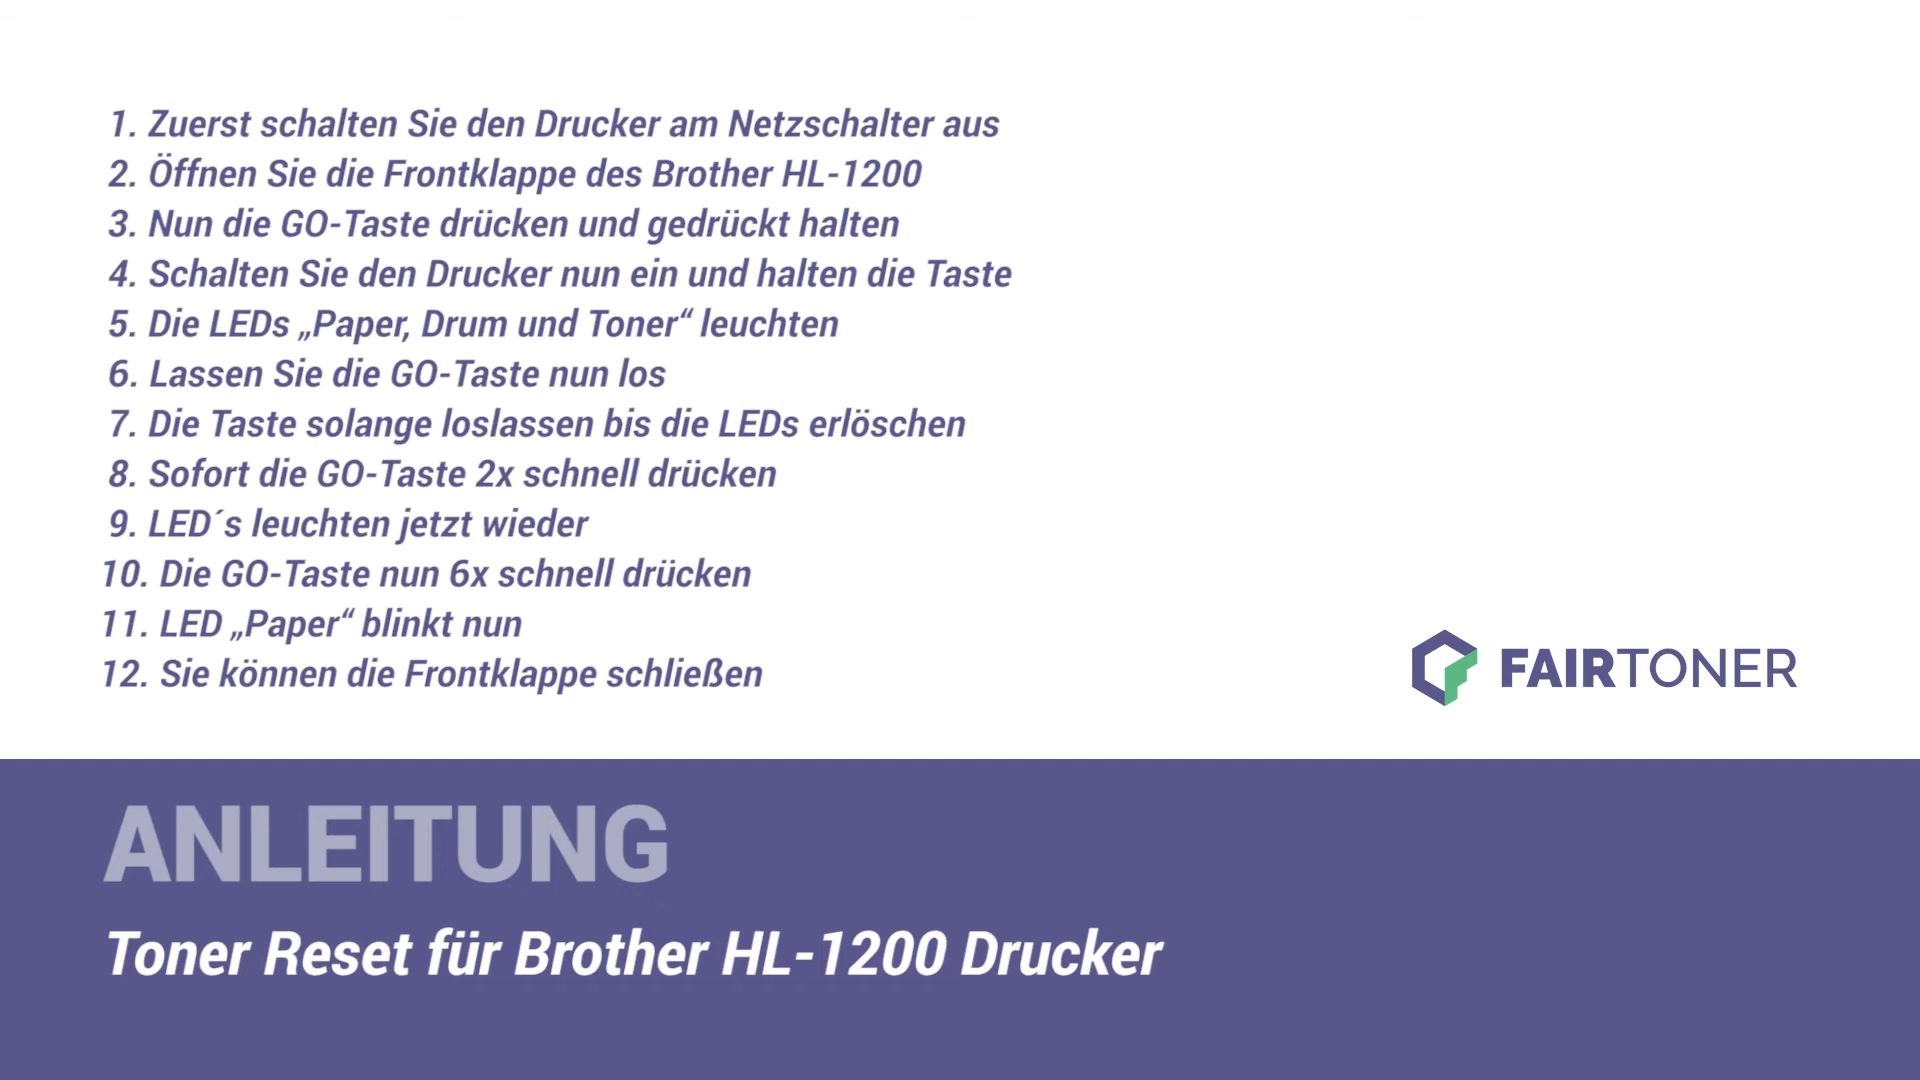 1. Zuerst schalten Sie den Drucker am Netzschalter aus
2. Öffnen Sie die Frontklappe des Brother HL-1200
3. Nun die GO-Taste drücken und gedrückt halten
4. Schalten Sie den Drucker nun ein und halten die Taste
5. Die LEDs „Paper, Drum und Toner“ leuchten
6. Lassen Sie die GO-Taste nun los
7. Die Taste solange loslassen bis die LEDs erlöschen
8. Sofort die GO-Taste 2x schnell drücken
9. LED´s leuchten jetzt wieder
10. Die GO-Taste nun 6x schnell drücken
11. LED „Paper“ blinkt nun
12. Sie können die Frontklappe schließen
FAIRTONER
ANLEITUNG
Toner Reset für Brother HL-1200 Drucker